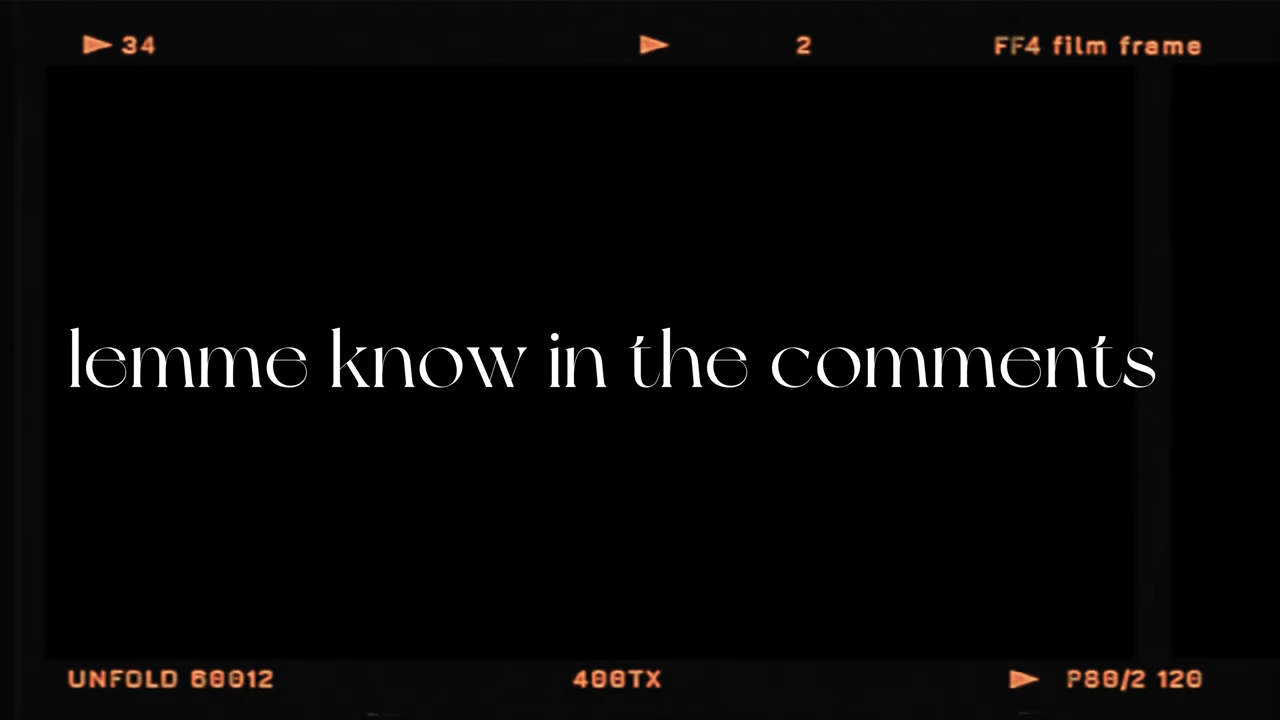 ▶ 34 ▶ 2 FF4 film frame
lemme know in the comments
UNFOLD 60012 400TX ▶ P80/2 120